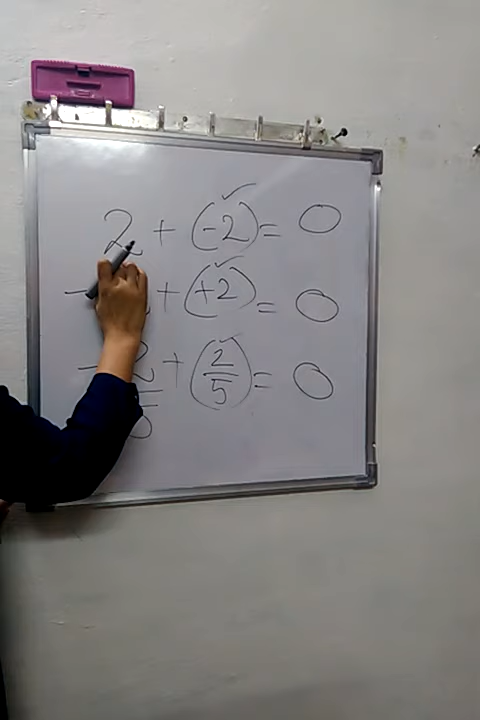 2 + (-2) = 0
- 2 + (+2) = 0
- 2/5 + (2/5) = 0